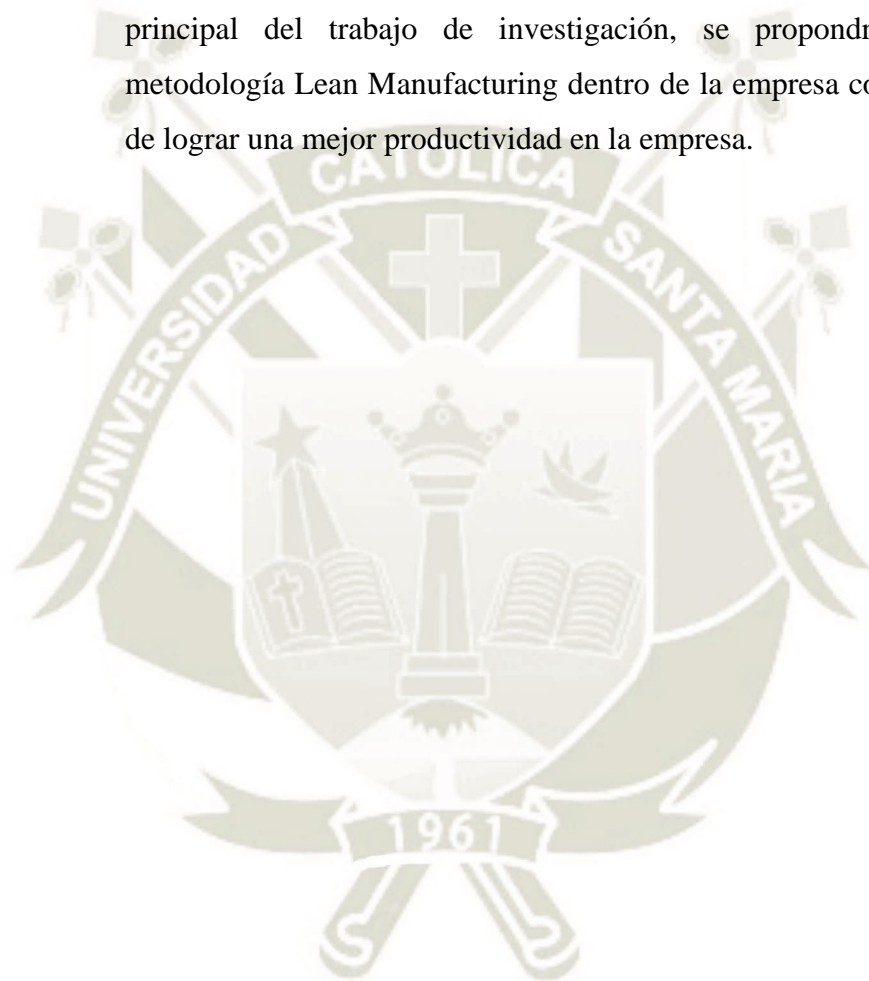 principal del trabajo de investigación, se propondr
metodología Lean Manufacturing dentro de la empresa co
de lograr una mejor productividad en la empresa.
CATOLICA
UNIVERSIDAD
SANTA MARIA
1961